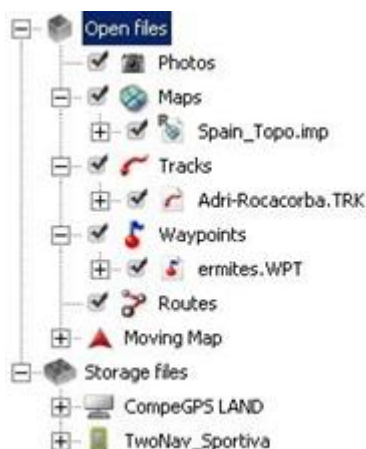 Open files
Photos
Maps
Spain_Topo.imp
Tracks
Adri-Rocacorba.TRK
Waypoints
ermites.WPT
Routes
Moving Map
Storage files
CompeGPS LAND
TwoNav_Sportiva